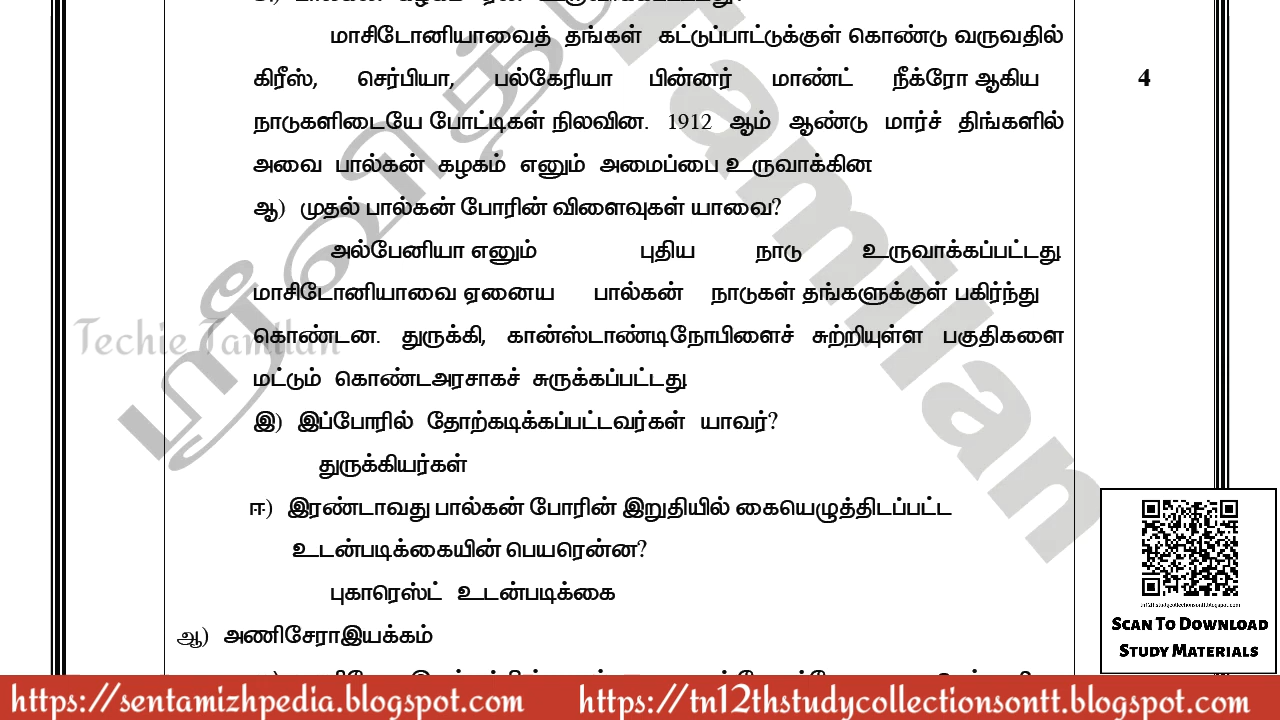 மாசிடோனியாவைத் தங்கள் கட்டுப்பாட்டுக்குள் கொண்டு வருவதில்
கிரீஸ், செர்பியா, பல்கேரியா பின்னர் மாண்ட் நீக்ரோ ஆகிய
நாடுகளிடையே போட்டிகள் நிலவின. 1912 ஆம் ஆண்டு மார்ச் திங்களில்
அவை பால்கன் கழகம் எனும் அமைப்பை உருவாக்கின
4
ஆ) முதல் பால்கன் போரின் விளைவுகள் யாவை?
அல்பேனியா எனும் புதிய நாடு உருவாக்கப்பட்டது.
மாசிடோனியாவை ஏனைய பால்கன் நாடுகள் தங்களுக்குள் பகிர்ந்து
கொண்டன. துருக்கி, கான்ஸ்டாண்டிநோபிளைச் சுற்றியுள்ள பகுதிகளை
மட்டும் கொண்டஅரசாகச் சுருக்கப்பட்டது.
இ) இப்போரில் தோற்கடிக்கப்பட்டவர்கள் யாவர்?
துருக்கியர்கள்
ஈ) இரண்டாவது பால்கன் போரின் இறுதியில் கையெழுத்திடப்பட்ட
உடன்படிக்கையின் பெயரென்ன?
புகாரெஸ்ட் உடன்படிக்கை
ஆ) அணிசேராஇயக்கம்
Techie Tamilan
Tamilan
tn12thstudycollectionsontt.blogspot.com
Scan To Download
Study Materials
https://sentamizhpedia.blogspot.com
https://tn12thstudycollectionsontt.blogspot.com